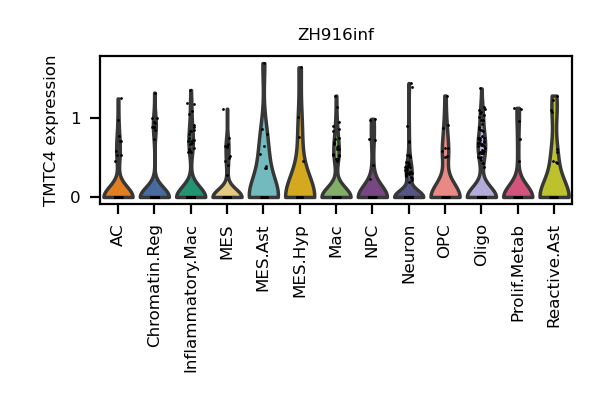 ZH916inf
TMTC4 expression
1
0
AC
Chromatin.Reg
Inflammatory.Mac
MES
MES.Ast
MES.Hyp
Mac
NPC
Neuron
OPC
Oligo
Prolif.Metab
Reactive.Ast